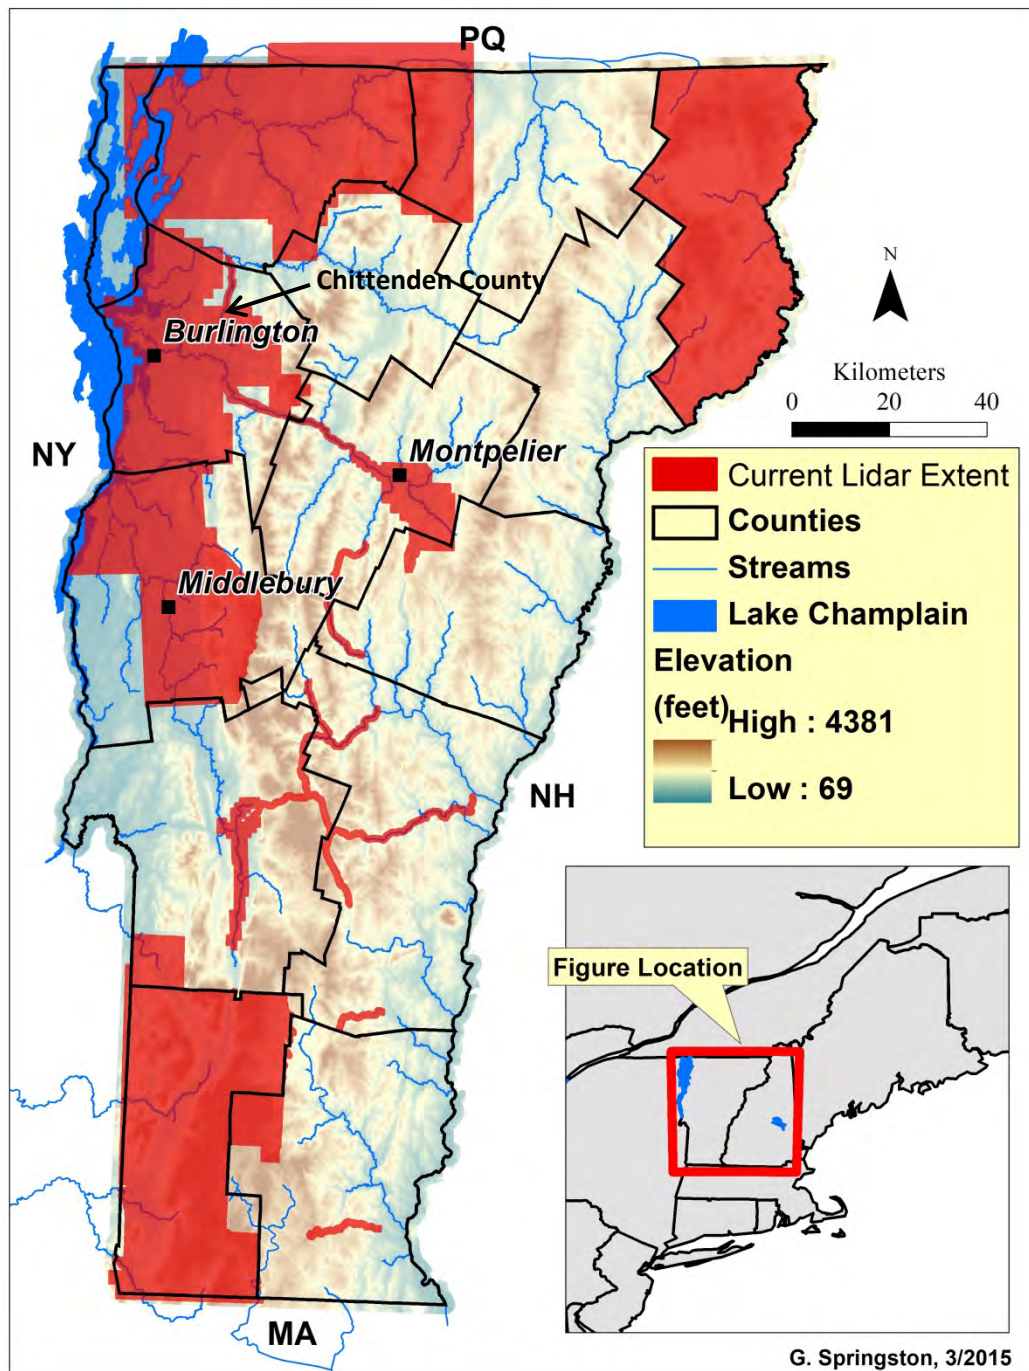 PQ
Chittenden County
Burlington
N
Kilometers
0 20 40
NY
Montpelier
Current Lidar Extent
Counties
Streams
Lake Champlain
Elevation
(feet)
High : 4381
Low : 69
Middlebury
NH
Figure Location
MA
G. Springston, 3/2015